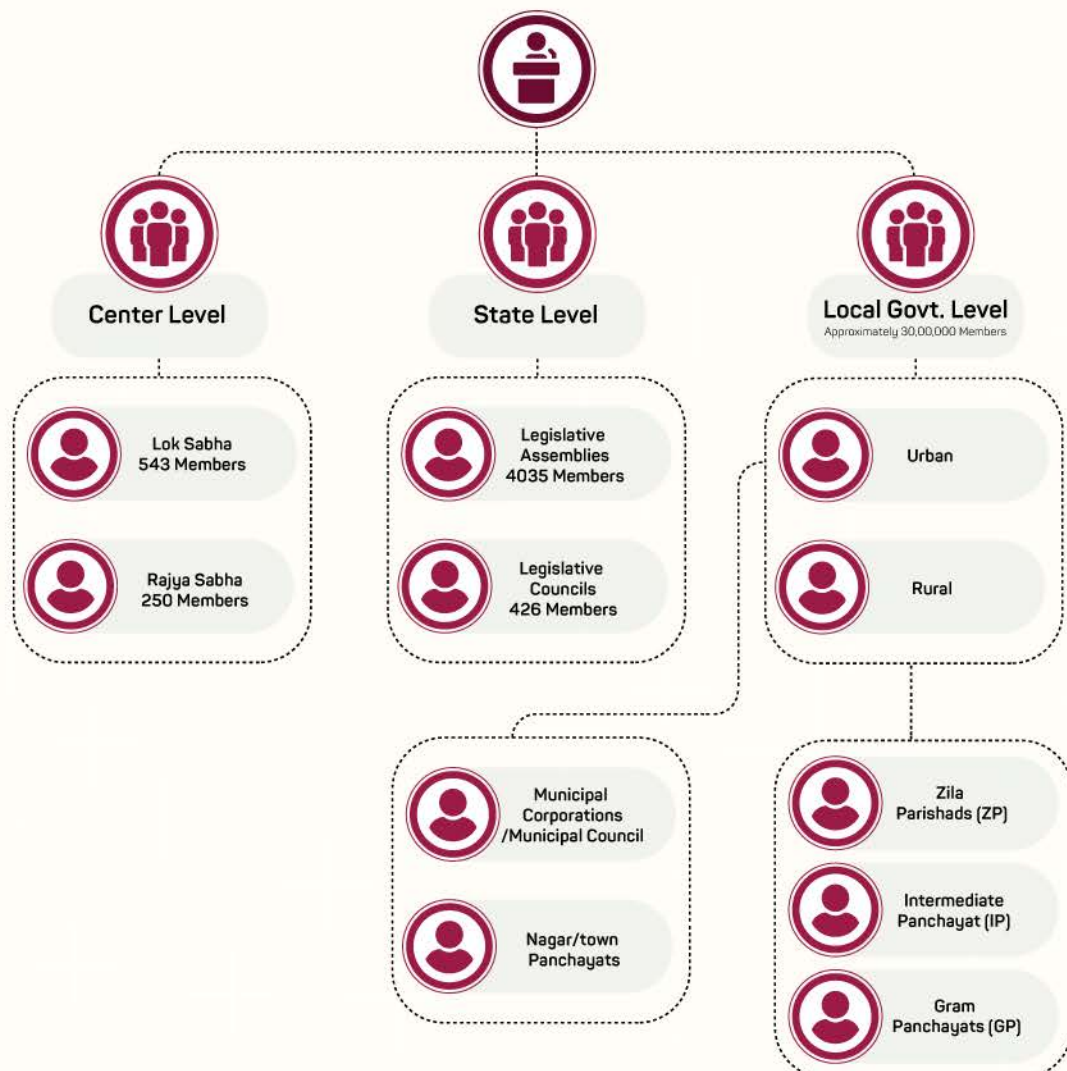 Center Level
Lok Sabha
543 Members
Rajya Sabha
250 Members
State Level
Legislative
Assemblies
4035 Members
Legislative
Councils
426 Members
Local Govt. Level
Approximately 30,00,000 Members
Urban
Rural
Municipal
Corporations
/Municipal Council
Nagar/town
Panchayats
Zila
Parishads (ZP)
Intermediate
Panchayat (IP)
Gram
Panchayats (GP)